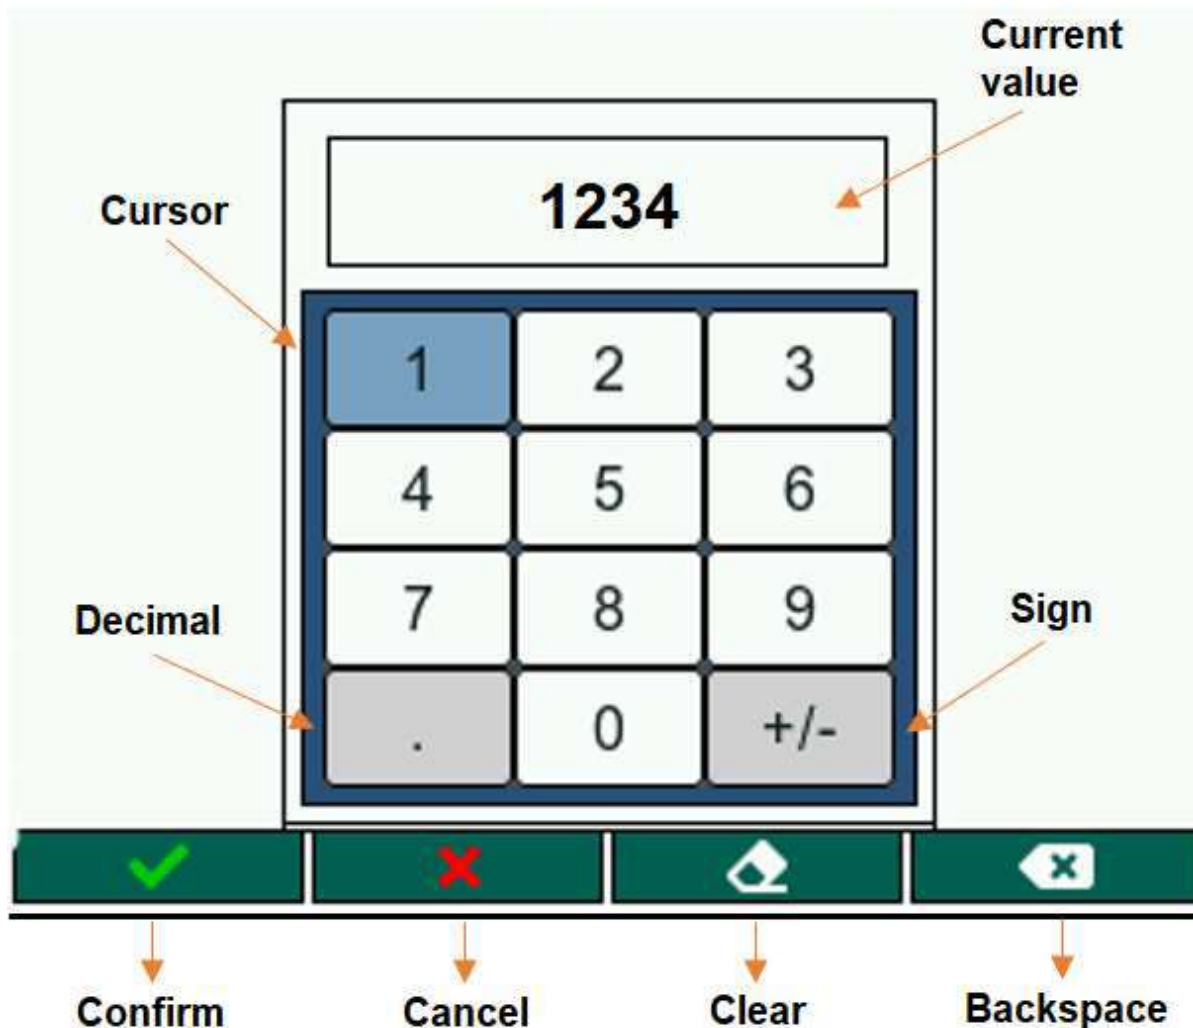 Current
value
1234
Cursor
1 2 3
4 5 6
7 8 9
Decimal
Sign
. 0 +/-
Confirm Cancel Clear Backspace